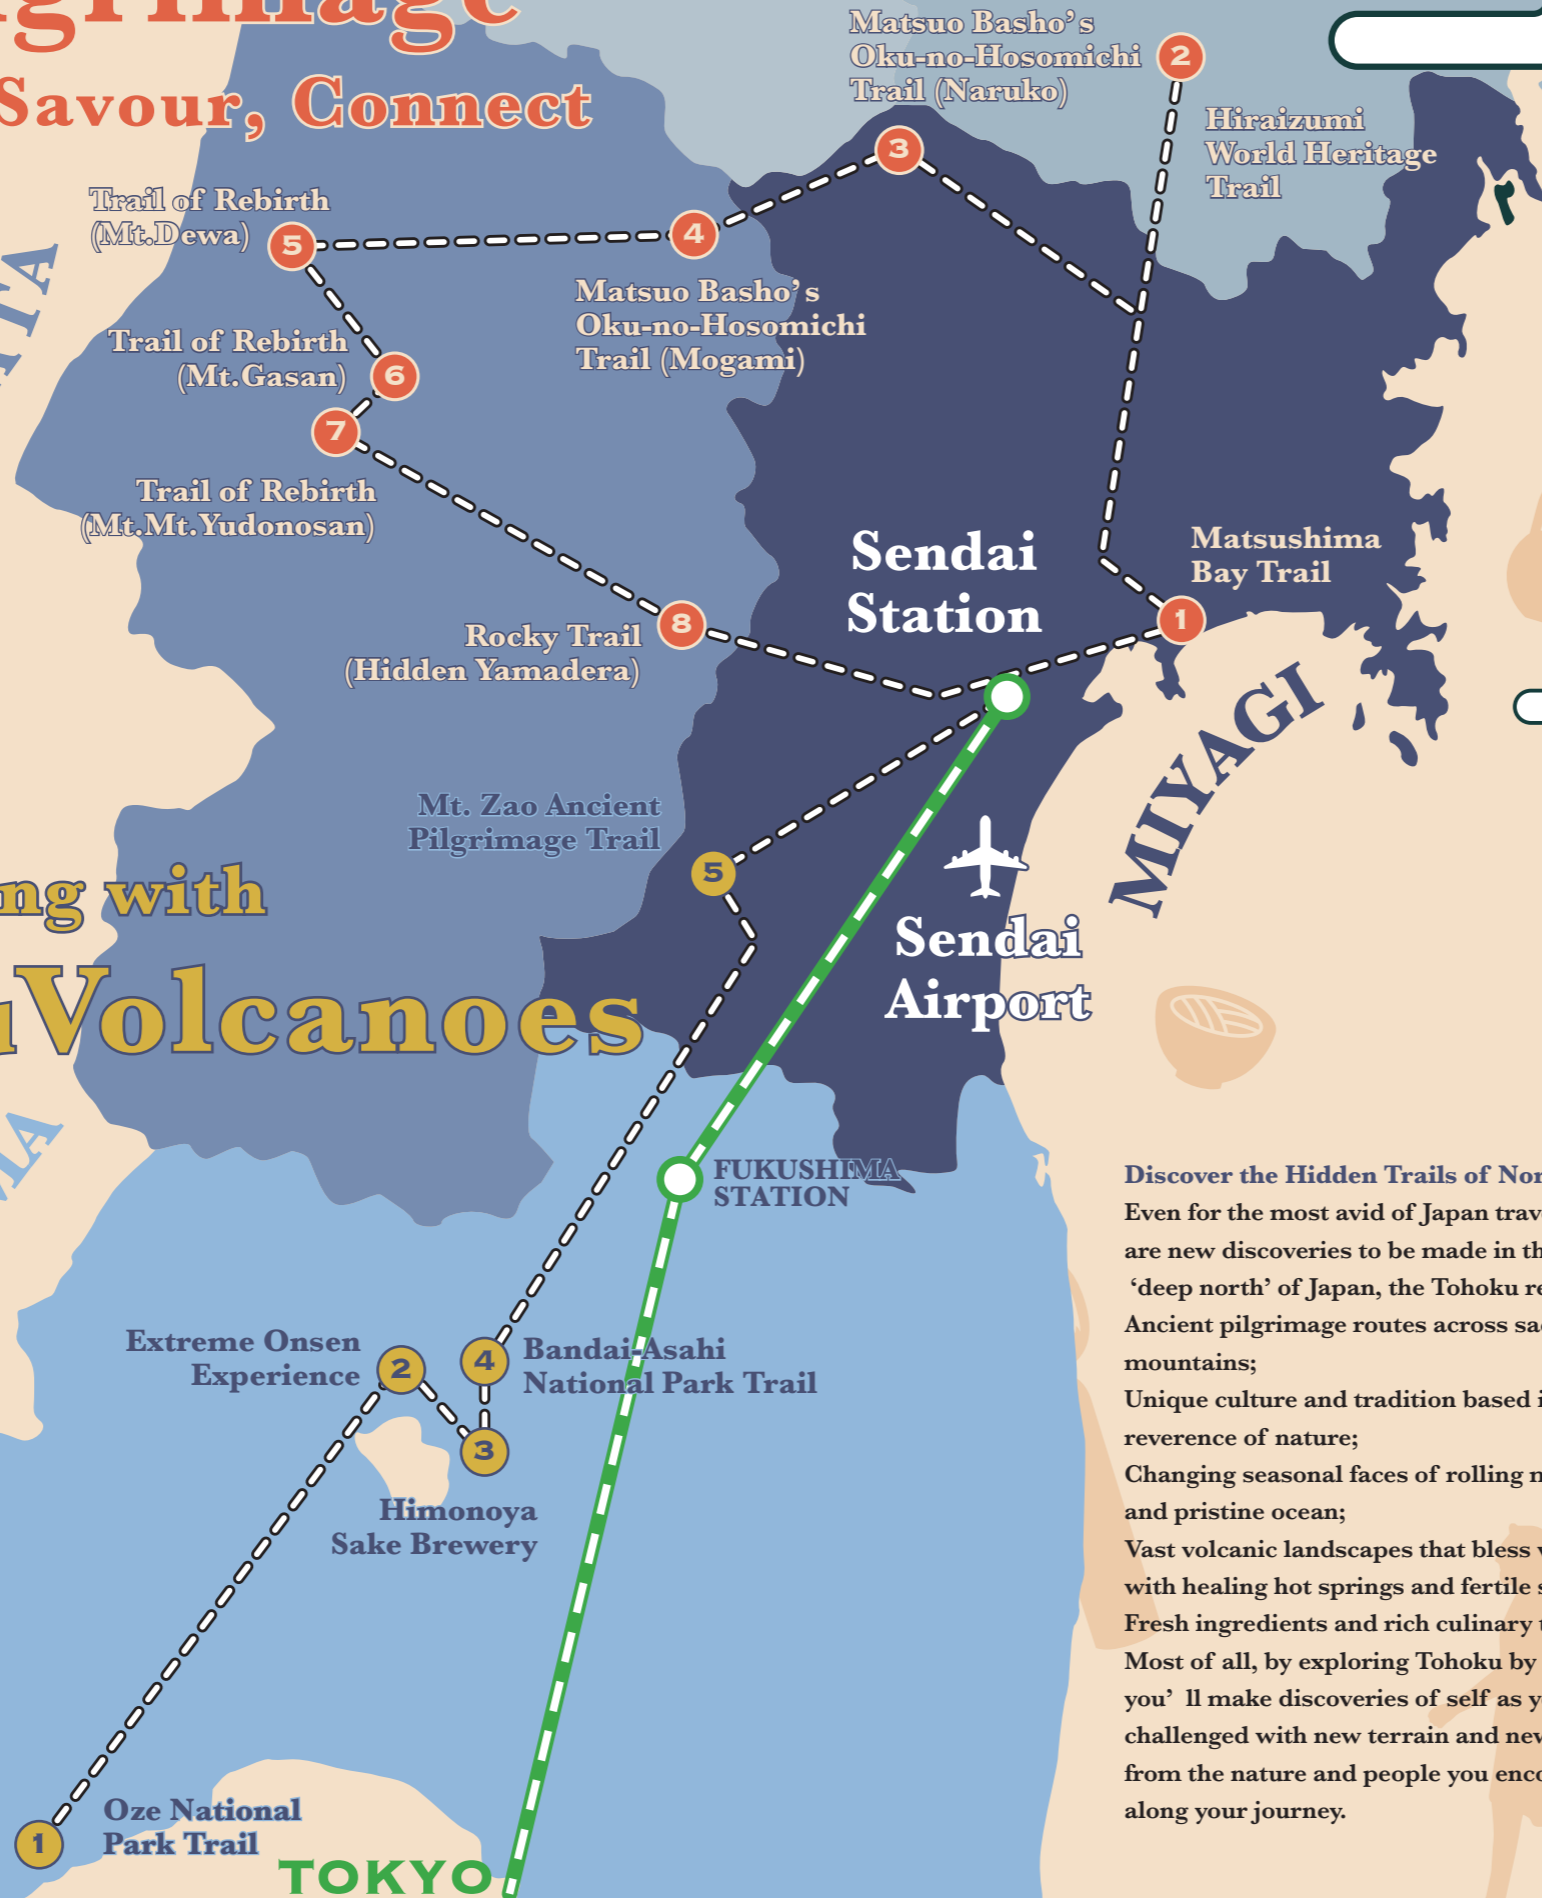 Savour, Connect
Matsuo Basho's
Oku-no-Hosomichi
Trail (Naruko)
2
Hiraizumi
World Heritage
Trail
3
Trail of Rebirth
(Mt.Dewa)
5
4
Matsuo Basho's
Oku-no-Hosomichi
Trail (Mogami)
Trail of Rebirth
(Mt.Gasan)
6
7
Trail of Rebirth
(Mt.Mt.Yudonosan)
Sendai
Station
Matsushima
Bay Trail
1
8
Rocky Trail
(Hidden Yamadera)
MIYAGI
Mt. Zao Ancient
Pilgrimage Trail
5
Sendai
Airport
ng with
Volcanoes
FUKUSHIMA
STATION
Extreme Onsen
Experience
2
4
Bandai-Asahi
National Park Trail
3
Himonoya
Sake Brewery
1
Oze National
Park Trail
TOKYO
Discover the Hidden Trails of Nor
Even for the most avid of Japan trav
are new discoveries to be made in th
‘deep north’ of Japan, the Tohoku re
Ancient pilgrimage routes across sa
mountains;
Unique culture and tradition based i
reverence of nature;
Changing seasonal faces of rolling
and pristine ocean;
Vast volcanic landscapes that bless
with healing hot springs and fertile s
Fresh ingredients and rich culinary t
Most of all, by exploring Tohoku by
you’ ll make discoveries of self as y
challenged with new terrain and new
from the nature and people you enco
along your journey.